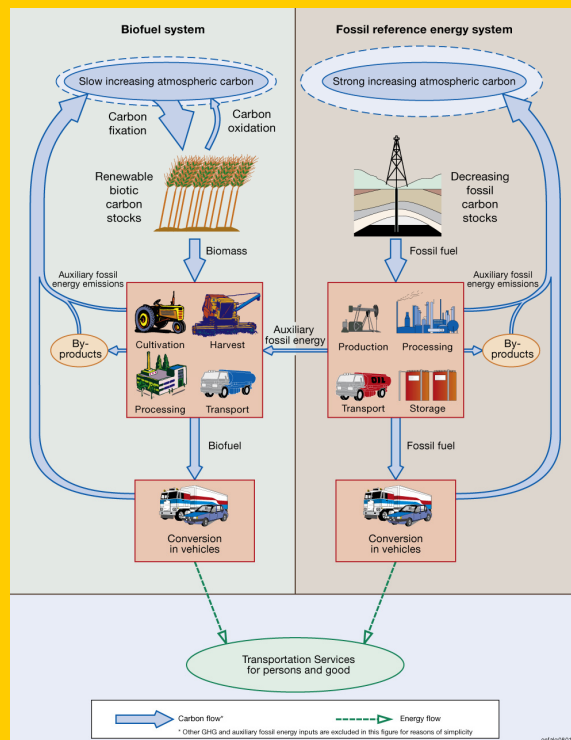 Biofuel system
Fossil reference energy system
Slow increasing atmospheric carbon
Strong increasing atmospheric carbon
Carbon
fixation
Carbon
oxidation
Renewable
biotic
carbon
stocks
Decreasing
fossil
carbon
stocks
Biomass
Fossil fuel
Auxiliary fossil
energy emissions
Auxiliary fossil
energy emissions
Cultivation
Harvest
Processing
Transport
Auxiliary
fossil energy
Production
Processing
OIL
Transport
Storage
By-
products
By-
products
Biofuel
Fossil fuel
Conversion
in vehicles
Conversion
in vehicles
Transportation Services
for persons and good
Carbon flow*
Energy flow
* Other GHG and auxiliary fossil energy inputs are excluded in this figure for reasons of simplicity